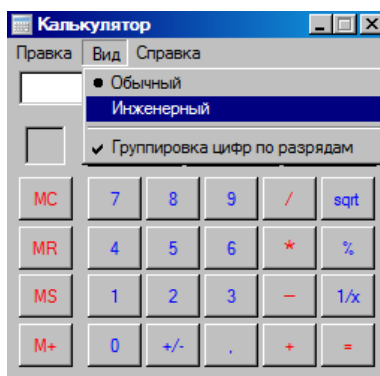 Калькулятор
Правка Вид Справка
Обычный
Инженерный
Группировка цифр по разрядам
MC 7 8 9 / sqrt
MR 4 5 6 * %
MS 1 2 3 − 1/x
M+ 0 +/- , + =